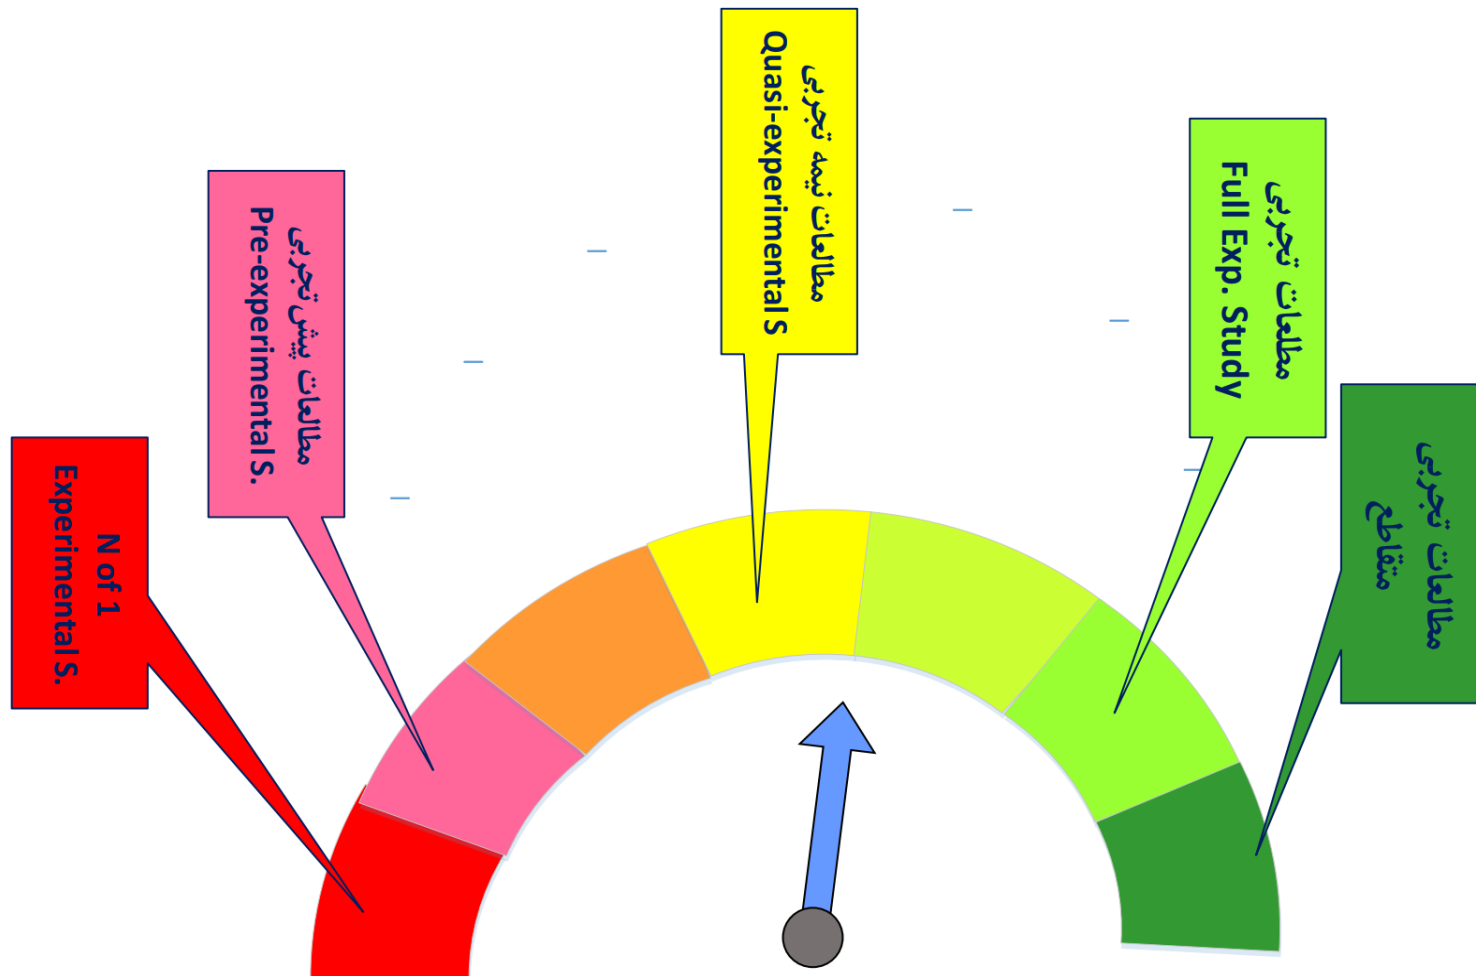 N of 1
Experimental S.
مطالعات پیش تجربی
Pre-experimental S.
مطالعات نیمه تجربی
Quasi-experimental S
مطلعات تجربی
Full Exp. Study
مطالعات تجربی
متقاطع